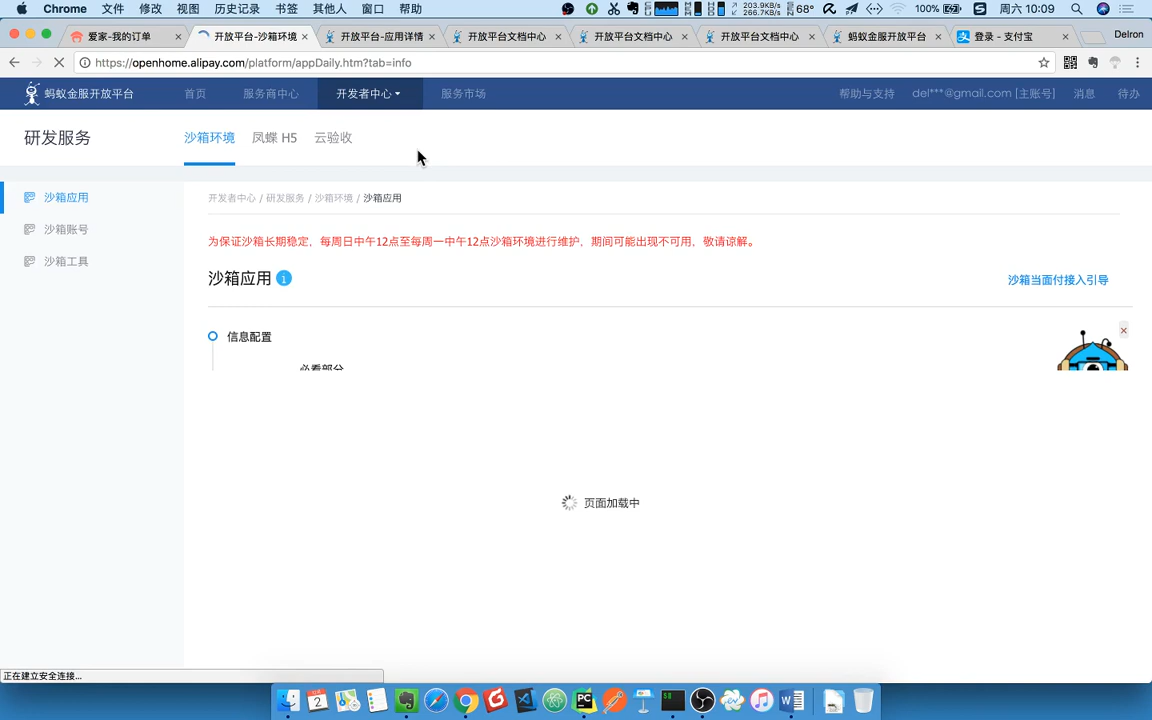 Chrome 文件 修改 视图 历史记录 书签 其他人 窗口 帮助
203.9KB/s
266.7KB/s
68°
100%
周六 10:09
爱家-我的订单
开放平台-沙箱环境
开放平台-应用详情
开放平台文档中心
开放平台文档中心
开放平台文档中心
蚂蚁金服开放平台
登录 - 支付宝
Delron
https://openhome.alipay.com/platform/appDaily.htm?tab=info
蚂蚁金服开放平台 首页 服务商中心 开发者中心 服务市场 帮助与支持 del***@gmail.com [主账号] 消息 待办
研发服务 沙箱环境 凤蝶 H5 云验收
沙箱应用
沙箱账号
沙箱工具
开发者中心 / 研发服务 / 沙箱环境 / 沙箱应用
为保证沙箱长期稳定，每周日中午12点至每周一中午12点沙箱环境进行维护，期间可能出现不可用，敬请谅解。
沙箱应用
沙箱当面付接入引导
信息配置
必看部分
页面加载中
正在建立安全连接...